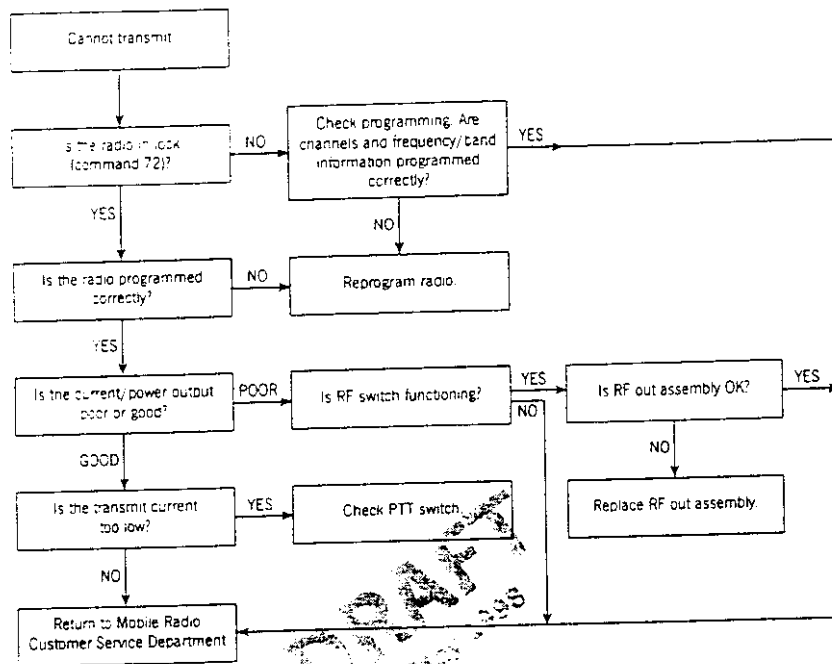 Cannot transmit
Is the radio in lock
(command 72)?
NO
Check programming. Are
channels and frequency/band
information programmed
correctly?
YES
YES
NO
Is the radio programmed
correctly?
NO
Reprogram radio.
YES
Is the current/power output
poor or good?
POOR
Is RF switch functioning?
YES
NO
Is RF out assembly OK?
YES
GOOD
NO
Is the transmit current
too low?
YES
Check PTT switch.
Replace RF out assembly.
NO
Return to Mobile Radio
Customer Service Department
DRAFT